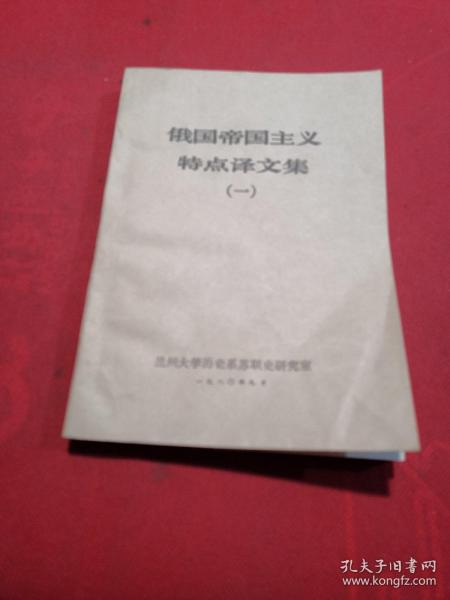 俄国帝国主义
特点译文集
(一)
兰州大学历史系苏联史研究室
一九八〇年九月
孔夫子旧书网
www.kongfz.com